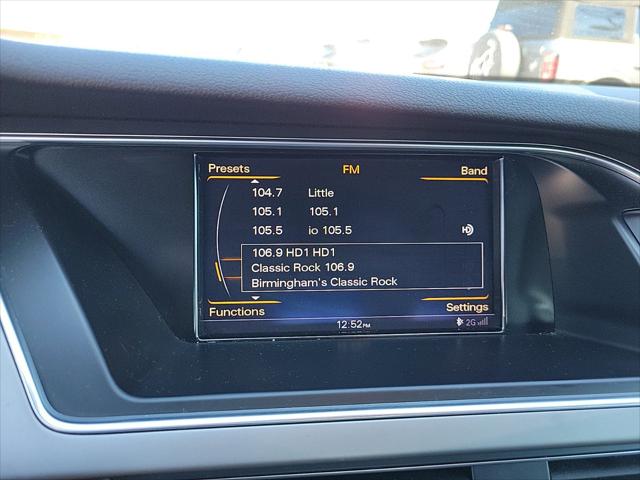 Presets FM Band
104.7 Little
105.1 105.1
105.5 io 105.5 HD
106.9 HD1 HD1
Classic Rock 106.9
Birmingham's Classic Rock
Functions Settings
12:52PM 2G